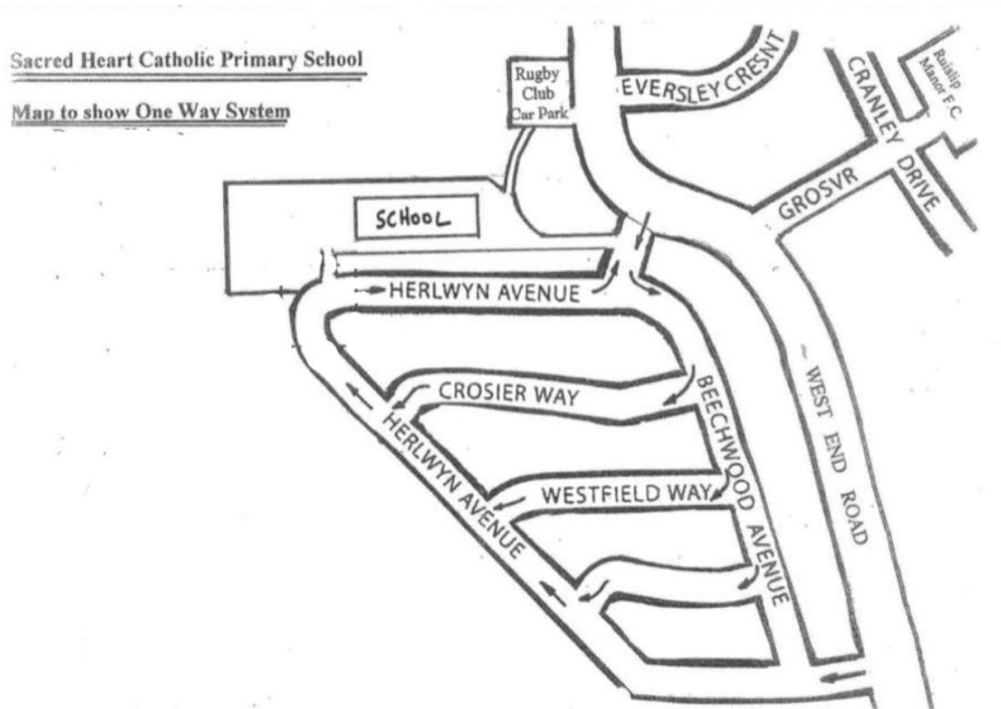 Sacred Heart Catholic Primary School
Map to show One Way System
Rugby
Club
Car Park
EVERSLEY CRESNT
CRANLEY DRIVE
Ruislip
Manor F.C.
GROSVR
SCHOOL
HERLWYN AVENUE
CROSIER WAY
HERLWYN AVENUE
WESTFIELD WAY
BEECHWOOD AVENUE
WEST END ROAD